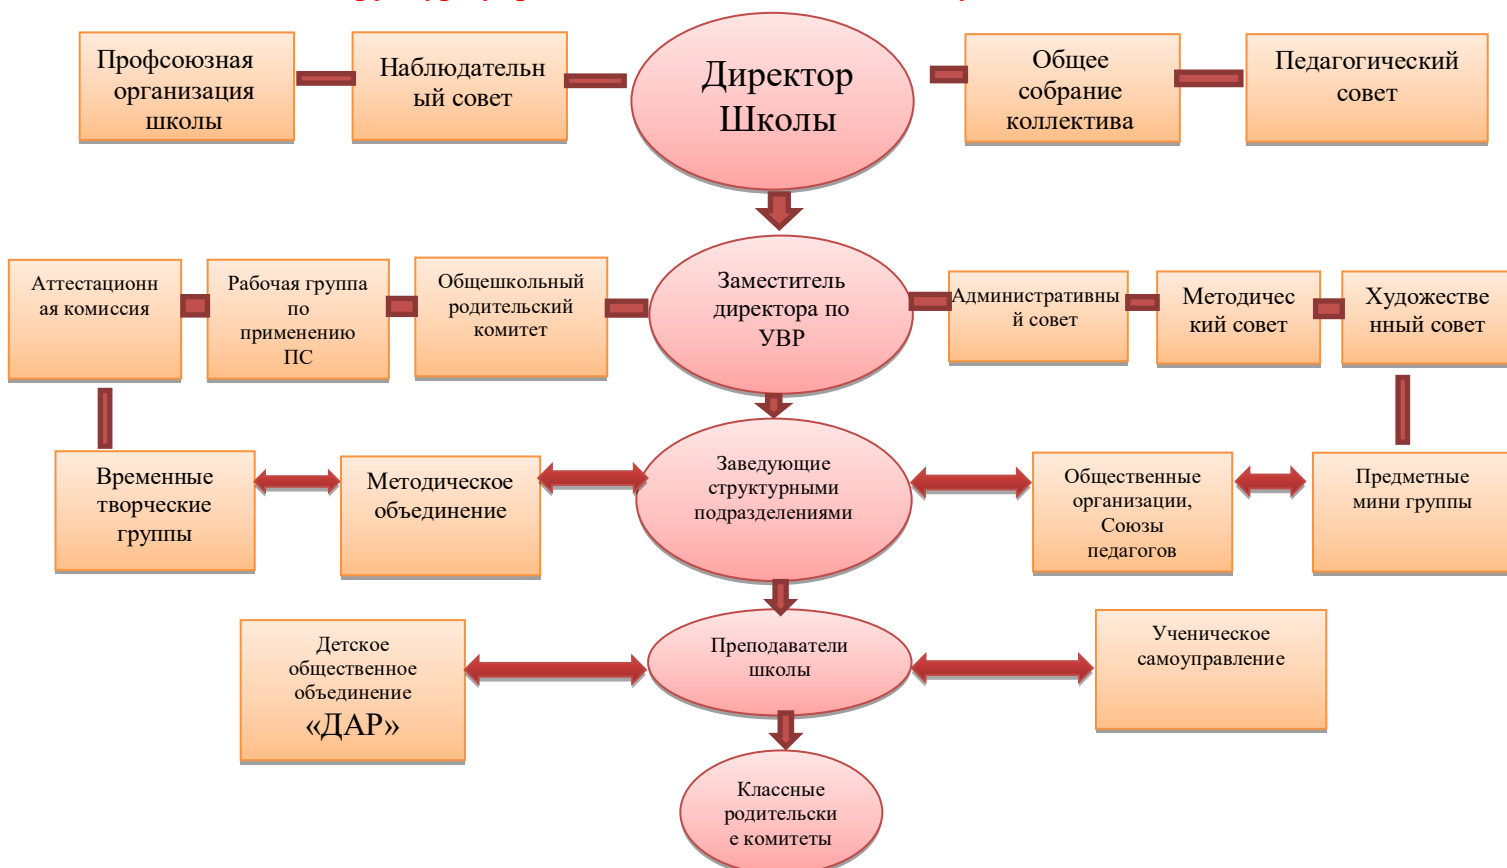 Профсоюзная
организация
школы
Наблюдательн
ый совет
Директор
Школы
Общее
собрание
коллектива
Педагогический
совет
Аттестационн
ая комиссия
Рабочая группа
по
применению
ПС
Общешкольный
родительский
комитет
Заместитель
директора по
УВР
Административны
й совет
Методичес
кий совет
Художестве
нный совет
Временные
творческие
группы
Методическое
объединение
Заведующие
структурными
подразделениями
Общественные
организации,
Союзы
педагогов
Предметные
мини группы
Детское
общественное
объединение
«ДАР»
Преподаватели
школы
Ученическое
самоуправление
Классные
родительски
е комитеты